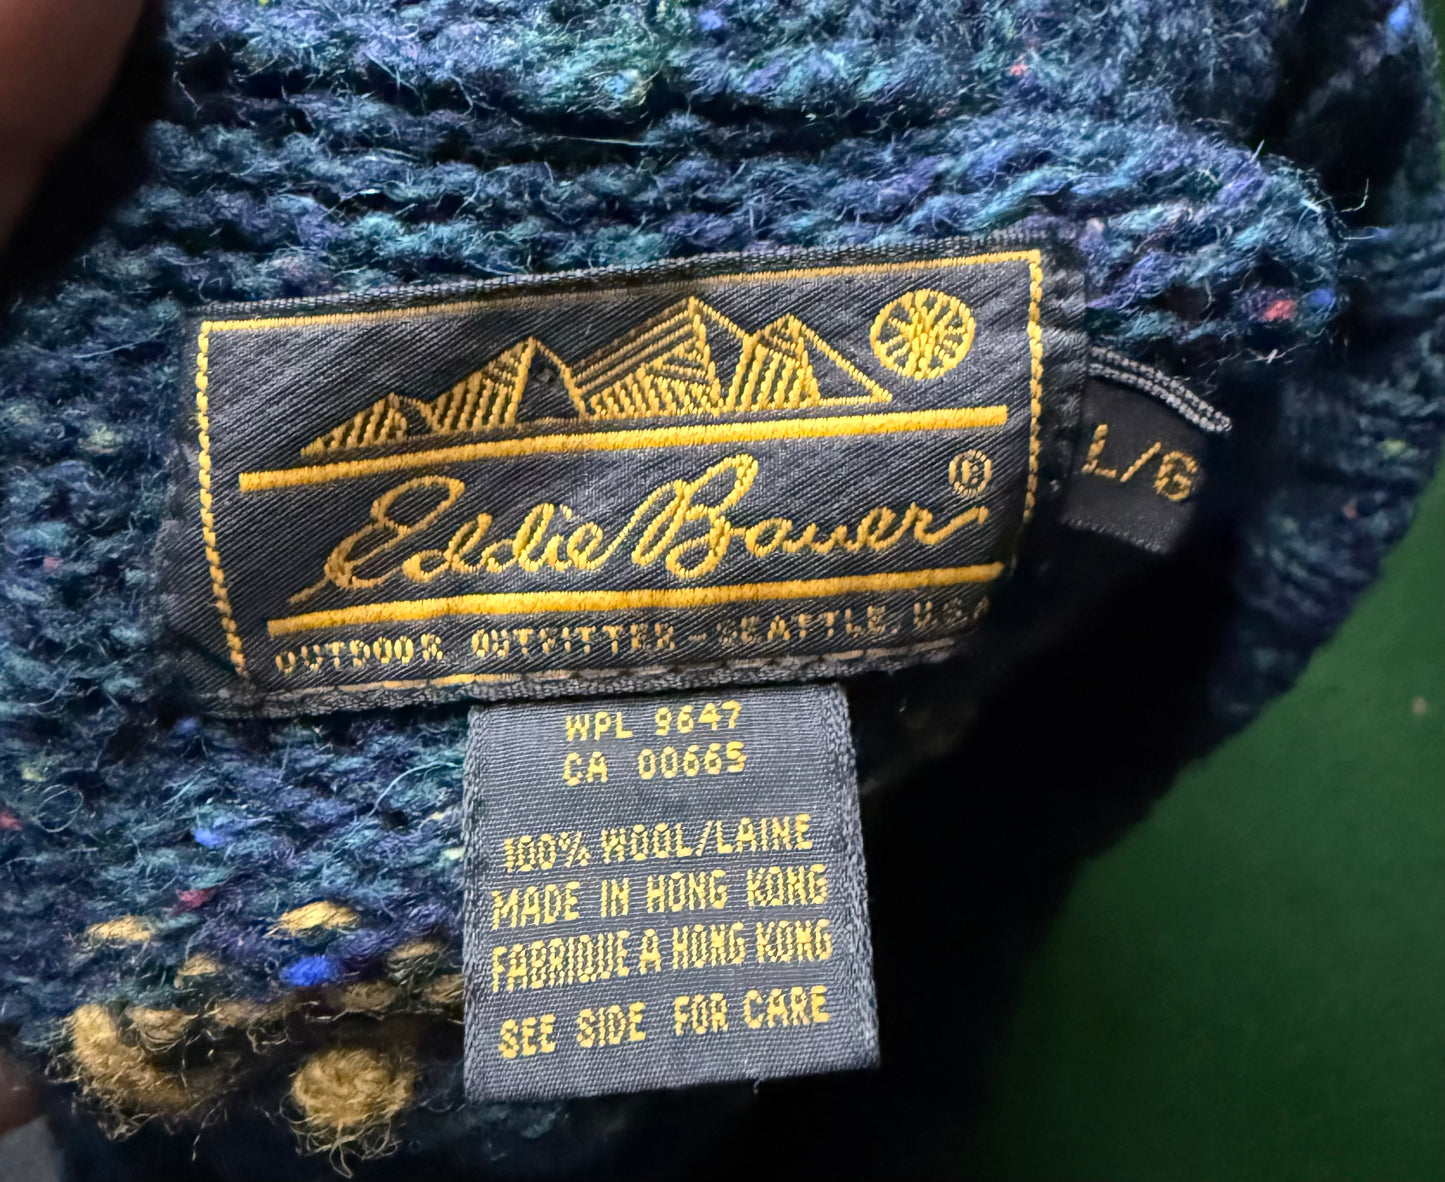 Eddie Bauer®
OUTDOOR OUTFITTER - SEATTLE, U.S.A
L/G
WPL 9647
CA 00665
100% WOOL/LAINE
MADE IN HONG KONG
FABRIQUE A HONG KONG
SEE SIDE FOR CARE